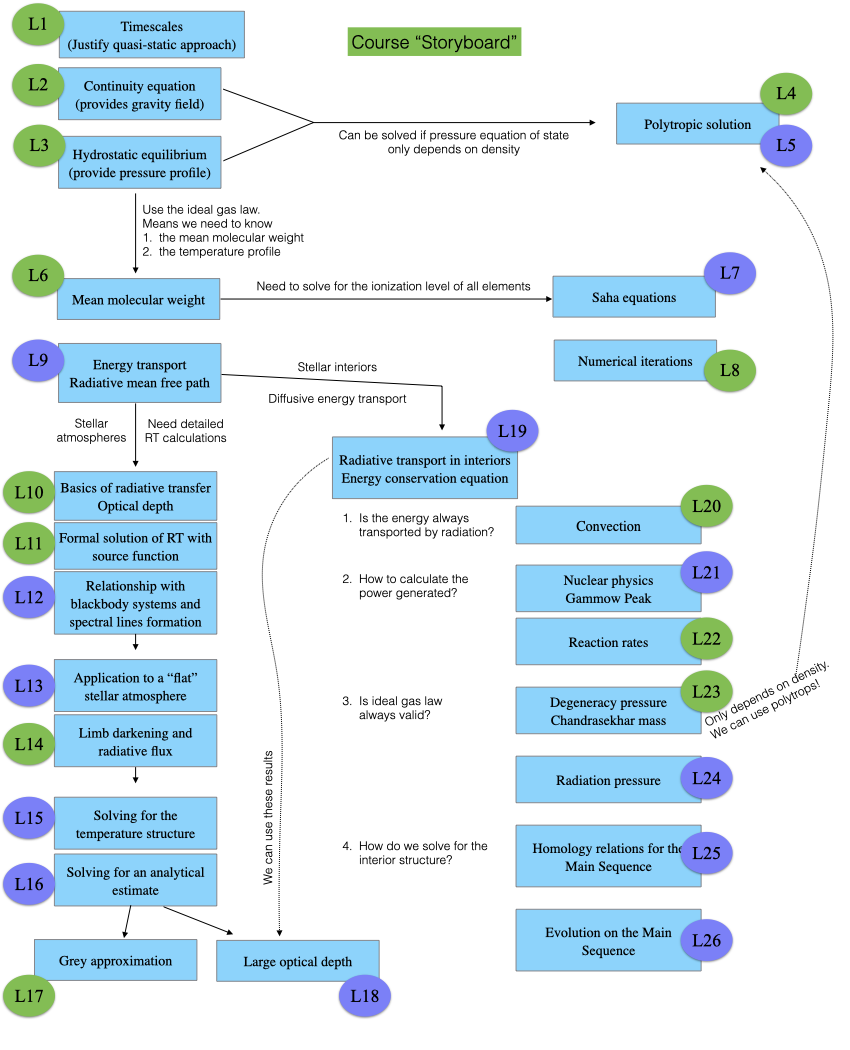 L1
Timescales
(Justify quasi-static approach)
Course “Storyboard”
L2
Continuity equation
(provides gravity field)
L3
Hydrostatic equilibrium
(provide pressure profile)
Can be solved if pressure equation of state
only depends on density
L4
Polytropic solution
L5
Use the ideal gas law.
Means we need to know
1. the mean molecular weight
2. the temperature profile
L6
Mean molecular weight
Need to solve for the ionization level of all elements
L7
Saha equations
Numerical iterations
L8
L9
Energy transport
Radiative mean free path
Stellar interiors
Diffusive energy transport
Stellar
atmospheres
Need detailed
RT calculations
L19
Radiative transport in interiors
Energy conservation equation
L10
Basics of radiative transfer
Optical depth
L11
Formal solution of RT with
source function
L12
Relationship with
blackbody systems and
spectral lines formation
L13
Application to a “flat”
stellar atmosphere
L14
Limb darkening and
radiative flux
L15
Solving for the
temperature structure
L16
Solving for an analytical
estimate
Grey approximation
L17
Large optical depth
L18
We can use these results
1. Is the energy always
transported by radiation?
L20
Convection
2. How to calculate the
power generated?
L21
Nuclear physics
Gammow Peak
L22
Reaction rates
3. Is ideal gas law
always valid?
L23
Degeneracy pressure
Chandrasekhar mass
Only depends on density.
We can use polytrops!
L24
Radiation pressure
4. How do we solve for the
interior structure?
L25
Homology relations for the
Main Sequence
L26
Evolution on the Main
Sequence